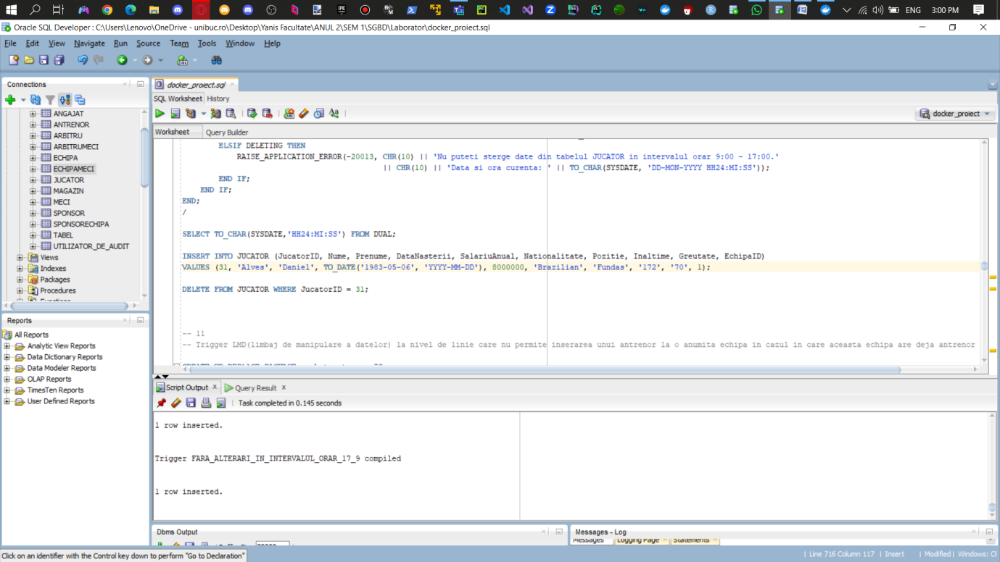 ENG 3:00 PM
Oracle SQL Developer : C:\Users\Lenovo\OneDrive - unibuc.ro\Desktop\Yanis Facultate\ANUL 2\SEM 1\SGBD\Laborator\docker_proiect.sql
File Edit View Navigate Run Source Team Tools Window Help
Connections
ANGAJAT
ANTRENOR
ARBITRU
ARBITRUMECI
ECHIPA
ECHIPAMECI
JUCATOR
MAGAZIN
MECI
SPONSOR
SPONSORECHIPA
TABEL
UTILIZATOR_DE_AUDIT
Views
Indexes
Packages
Procedures
Functions
Reports
All Reports
Analytic View Reports
Data Dictionary Reports
Data Modeler Reports
OLAP Reports
TimesTen Reports
User Defined Reports
docker_proiect.sql
SQL Worksheet History
docker_proiect
Worksheet Query Builder
ELSIF DELETING THEN
RAISE_APPLICATION_ERROR(-20013, CHR(10) || 'Nu puteti sterge date din tabelul JUCATOR in intervalul orar 9:00 - 17:00.'
|| CHR(10) || 'Data si ora curenta: ' || TO_CHAR(SYSDATE, 'DD-MON-YYYY HH24:MI:SS'));
END IF;
END IF;
END;
/
SELECT TO_CHAR(SYSDATE,'HH24:MI:SS') FROM DUAL;
INSERT INTO JUCATOR (JucatorID, Nume, Prenume, DataNasterii, SalariuAnual, Nationalitate, Pozitie, Inaltime, Greutate, EchipaID)
VALUES (31, 'Alves', 'Daniel', TO_DATE('1983-05-06', 'YYYY-MM-DD'), 8000000, 'Brazilian', 'Fundas', '172', '70', 1);
DELETE FROM JUCATOR WHERE JucatorID = 31;
-- 11
-- Trigger LMD(limbaj de manipulare a datelor) la nivel de linie care nu permite inserarea unui antrenor la o anumita echipa in cazul in care aceasta echipa are deja antrenor
Script Output Query Result
Task completed in 0.145 seconds
1 row inserted.
Trigger FARA_ALTERARI_IN_INTERVALUL_ORAR_17_9 compiled
1 row inserted.
Dbms Output
Messages - Log
Messages Logging Page Statements
Click on an identifier with the Control key down to perform "Go to Declaration"
Line 716 Column 117 | Insert | Modified | Windows: CF